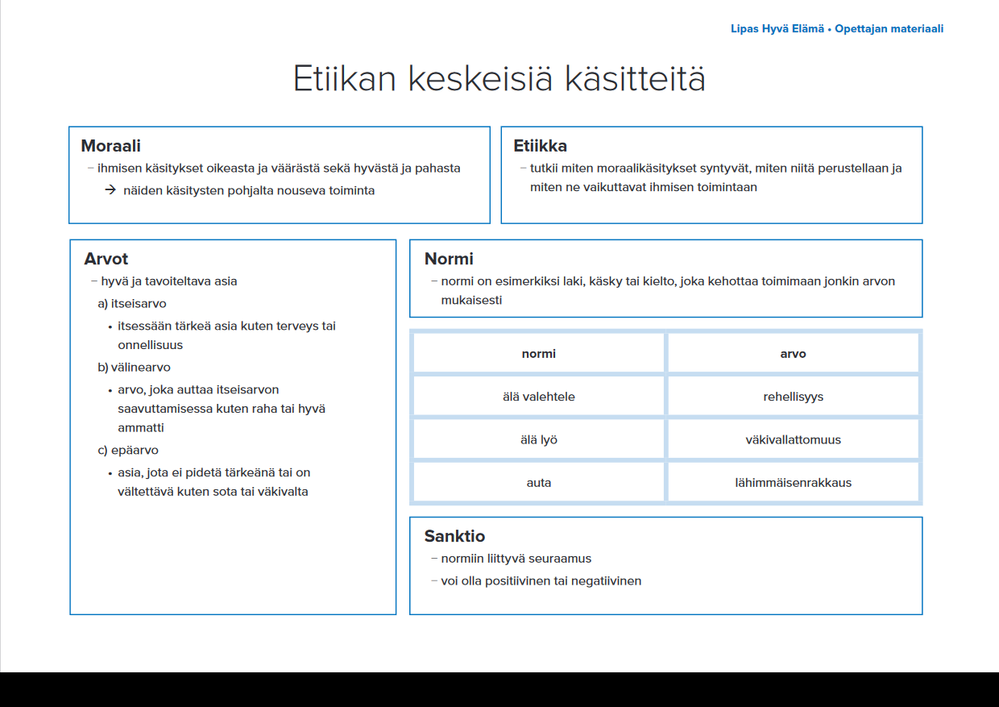 Lipas Hyvä Elämä • Opettajan materiaali
Etiikan keskeisiä käsitteitä
Moraali
– ihmisen käsitykset oikeasta ja väärästä sekä hyvästä ja pahasta
→ näiden käsitysten pohjalta nouseva toiminta
Etiikka
– tutkii miten moraalikäsitykset syntyvät, miten niitä perustellaan ja
miten ne vaikuttavat ihmisen toimintaan
Arvot
– hyvä ja tavoiteltava asia
a) itseisarvo
• itsessään tärkeä asia kuten terveys tai
onnellisuus
b) välinearvo
• arvo, joka auttaa itseisarvon
saavuttamisessa kuten raha tai hyvä
ammatti
c) epäarvo
• asia, jota ei pidetä tärkeänä tai on
vältettävä kuten sota tai väkivalta
Normi
– normi on esimerkiksi laki, käsky tai kielto, joka kehottaa toimimaan jonkin arvon
mukaisesti
normi arvo
älä valehtele rehellisyys
älä lyö väkivallattomuus
auta lähimmäisenrakkaus
Sanktio
– normiin liittyvä seuraamus
– voi olla positiivinen tai negatiivinen